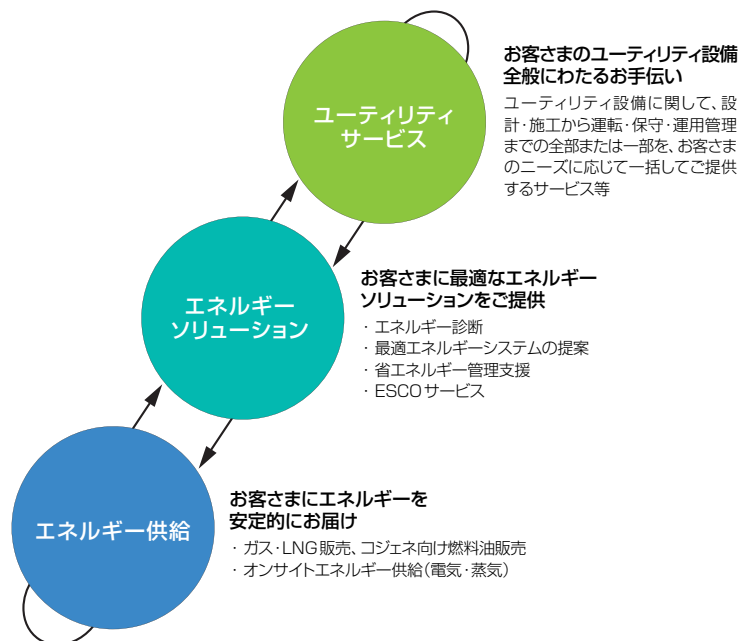 ユーティリティ
サービス
お客さまのユーティリティ設備
全般にわたるお手伝い
ユーティリティ設備に関して、設
計・施工から運転・保守・運用管理
までの全部または一部を、お客さま
のニーズに応じて一括してご提供
するサービス等
エネルギー
ソリューション
お客さまに最適なエネルギー
ソリューションをご提供
・エネルギー診断
・最適エネルギーシステムの提案
・省エネルギー管理支援
・ESCOサービス
エネルギー供給
お客さまにエネルギーを
安定的にお届け
・ガス・LNG販売、コジェネ向け燃料油販売
・オンサイトエネルギー供給(電気・蒸気)